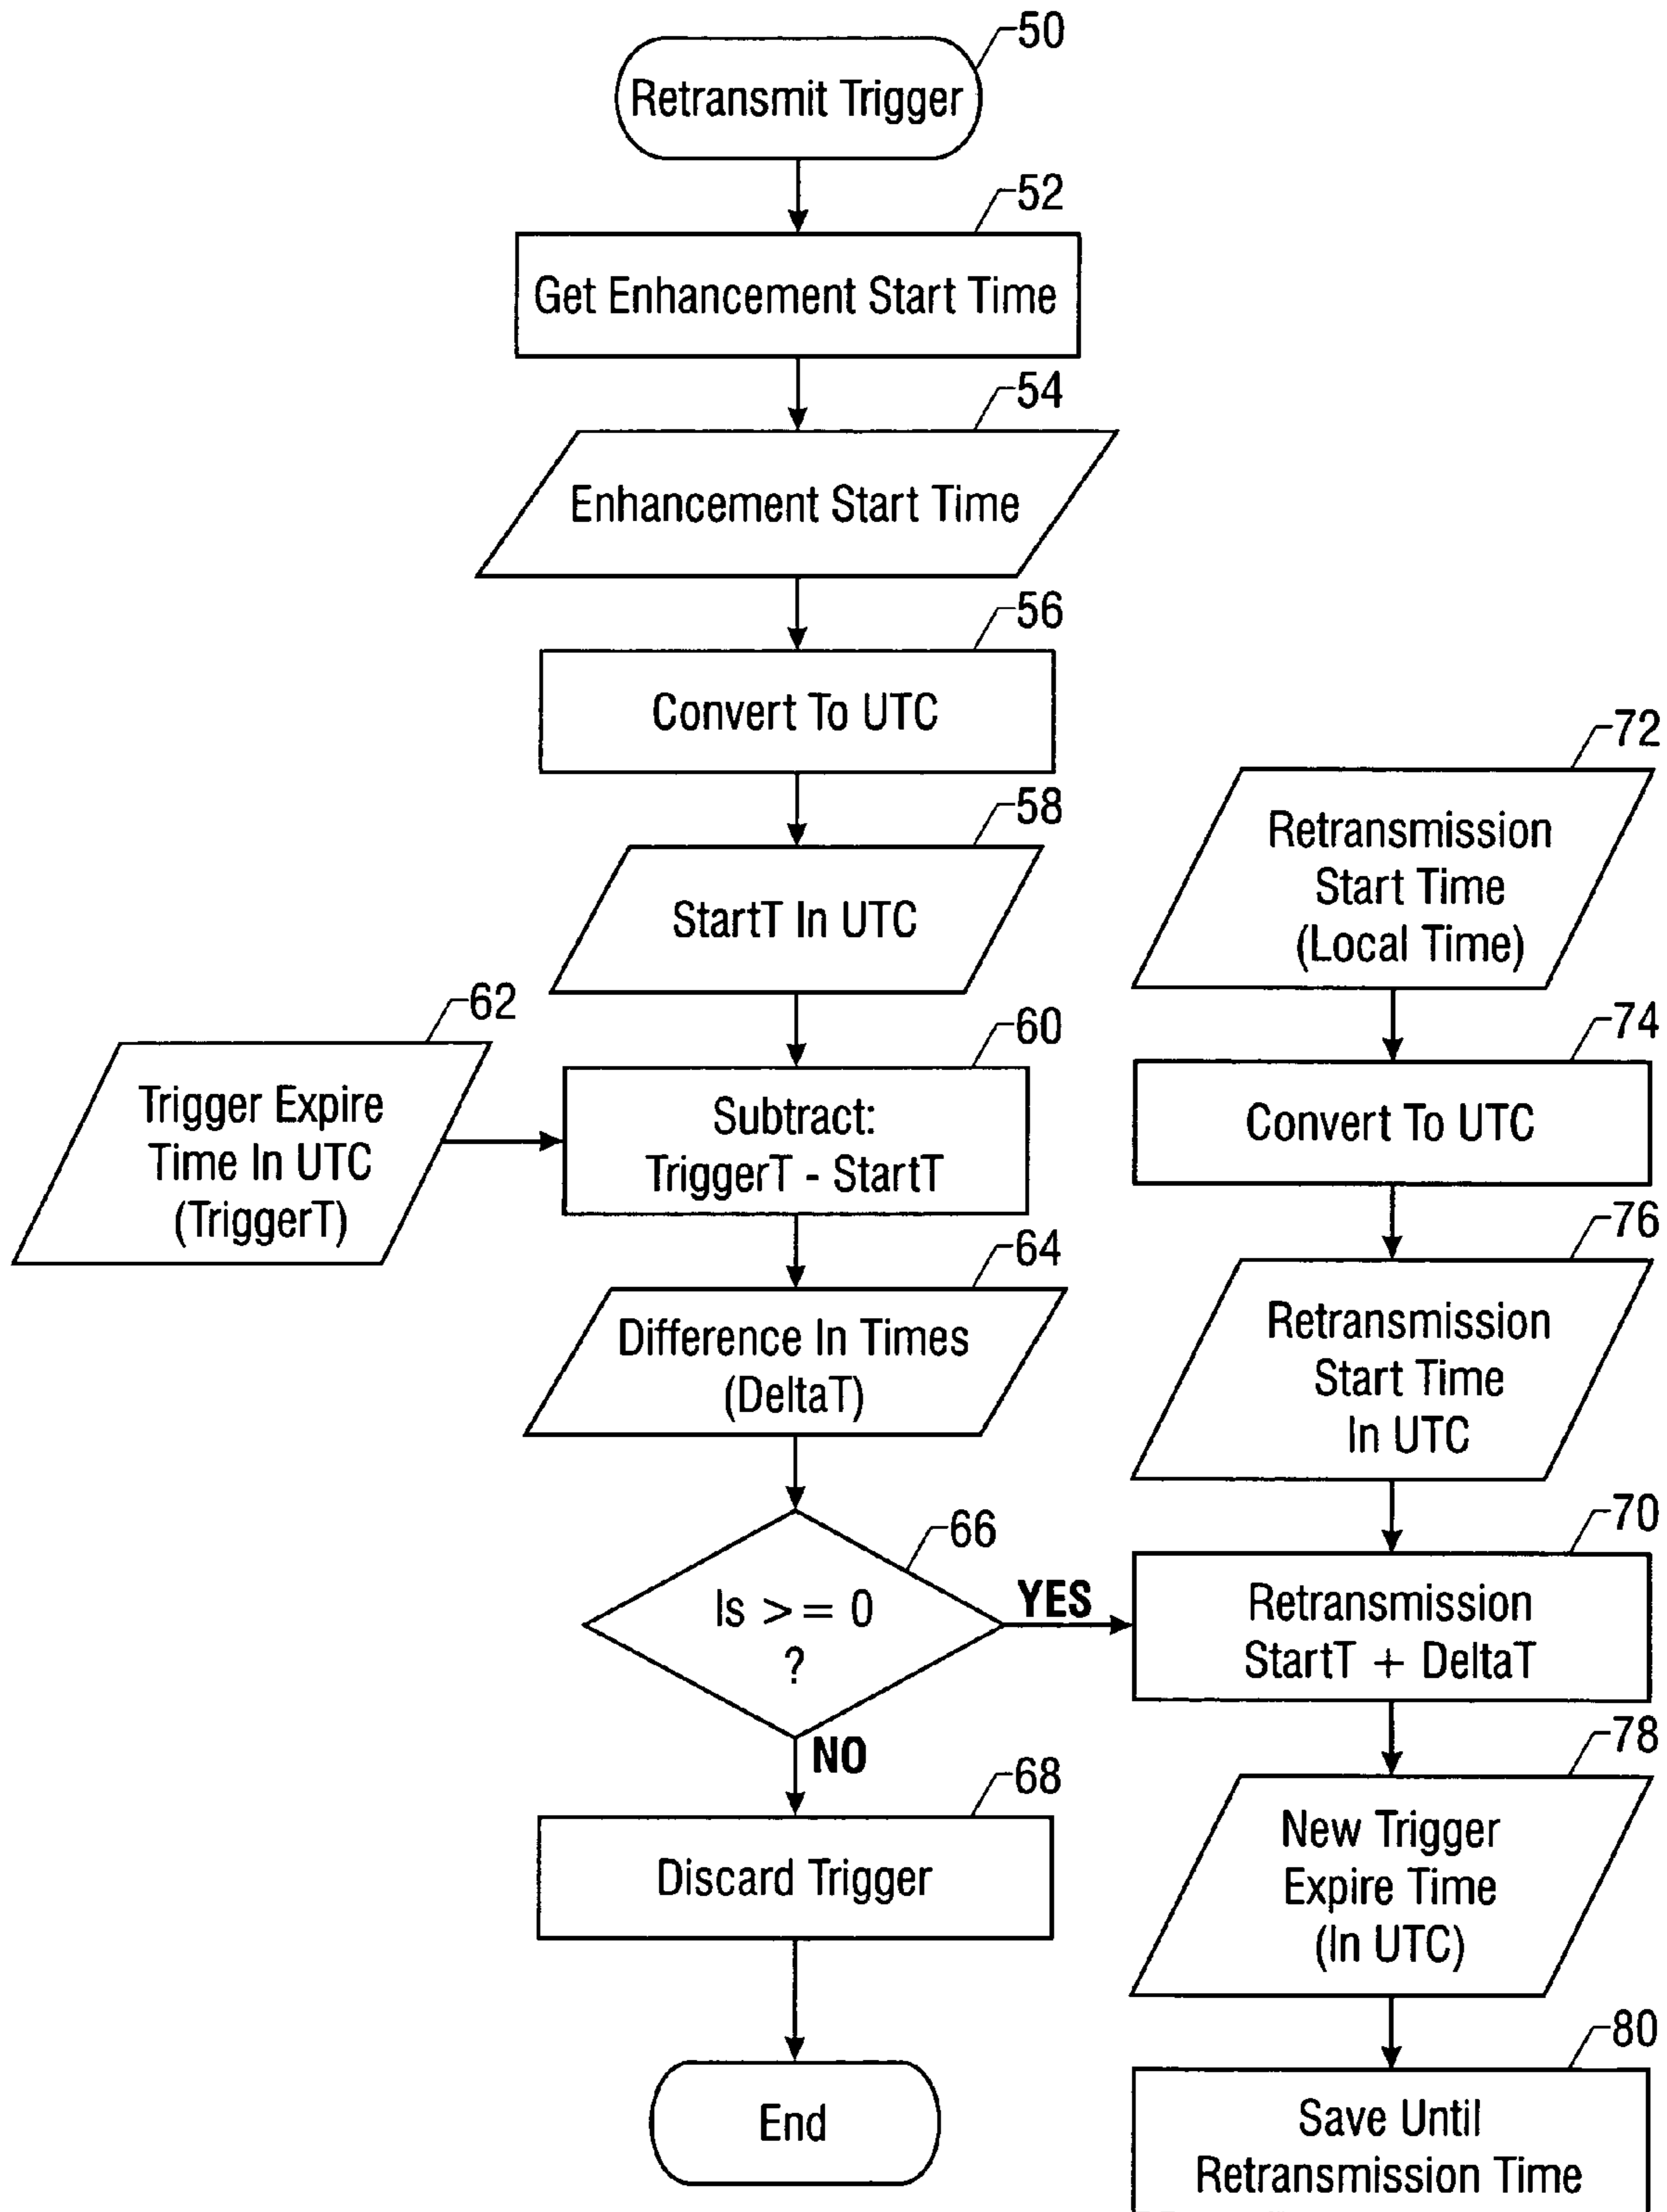 50
Retransmit Trigger
52
Get Enhancement Start Time
54
Enhancement Start Time
56
Convert To UTC
58
StartT In UTC
62
Trigger Expire
Time In UTC
(TriggerT)
60
Subtract:
TriggerT - StartT
64
Difference In Times
(DeltaT)
66
Is >= 0
?
YES
NO
68
Discard Trigger
End
72
Retransmission
Start Time
(Local Time)
74
Convert To UTC
76
Retransmission
Start Time
In UTC
70
Retransmission
StartT + DeltaT
78
New Trigger
Expire Time
(In UTC)
80
Save Until
Retransmission Time